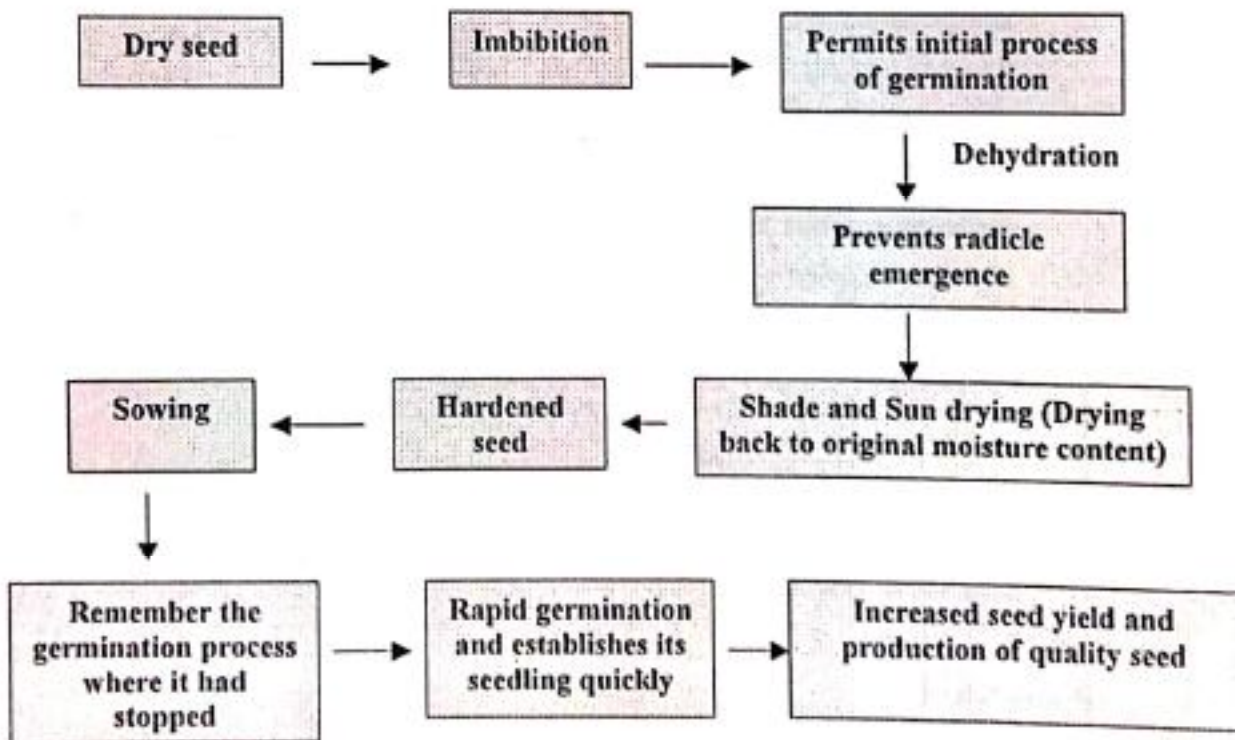 Dry seed
Imbibition
Permits initial process
of germination
Dehydration
Prevents radicle
emergence
Shade and Sun drying (Drying
back to original moisture content)
Hardened
seed
Sowing
Remember the
germination process
where it had
stopped
Rapid germination
and establishes its
seedling quickly
Increased seed yield and
production of quality seed